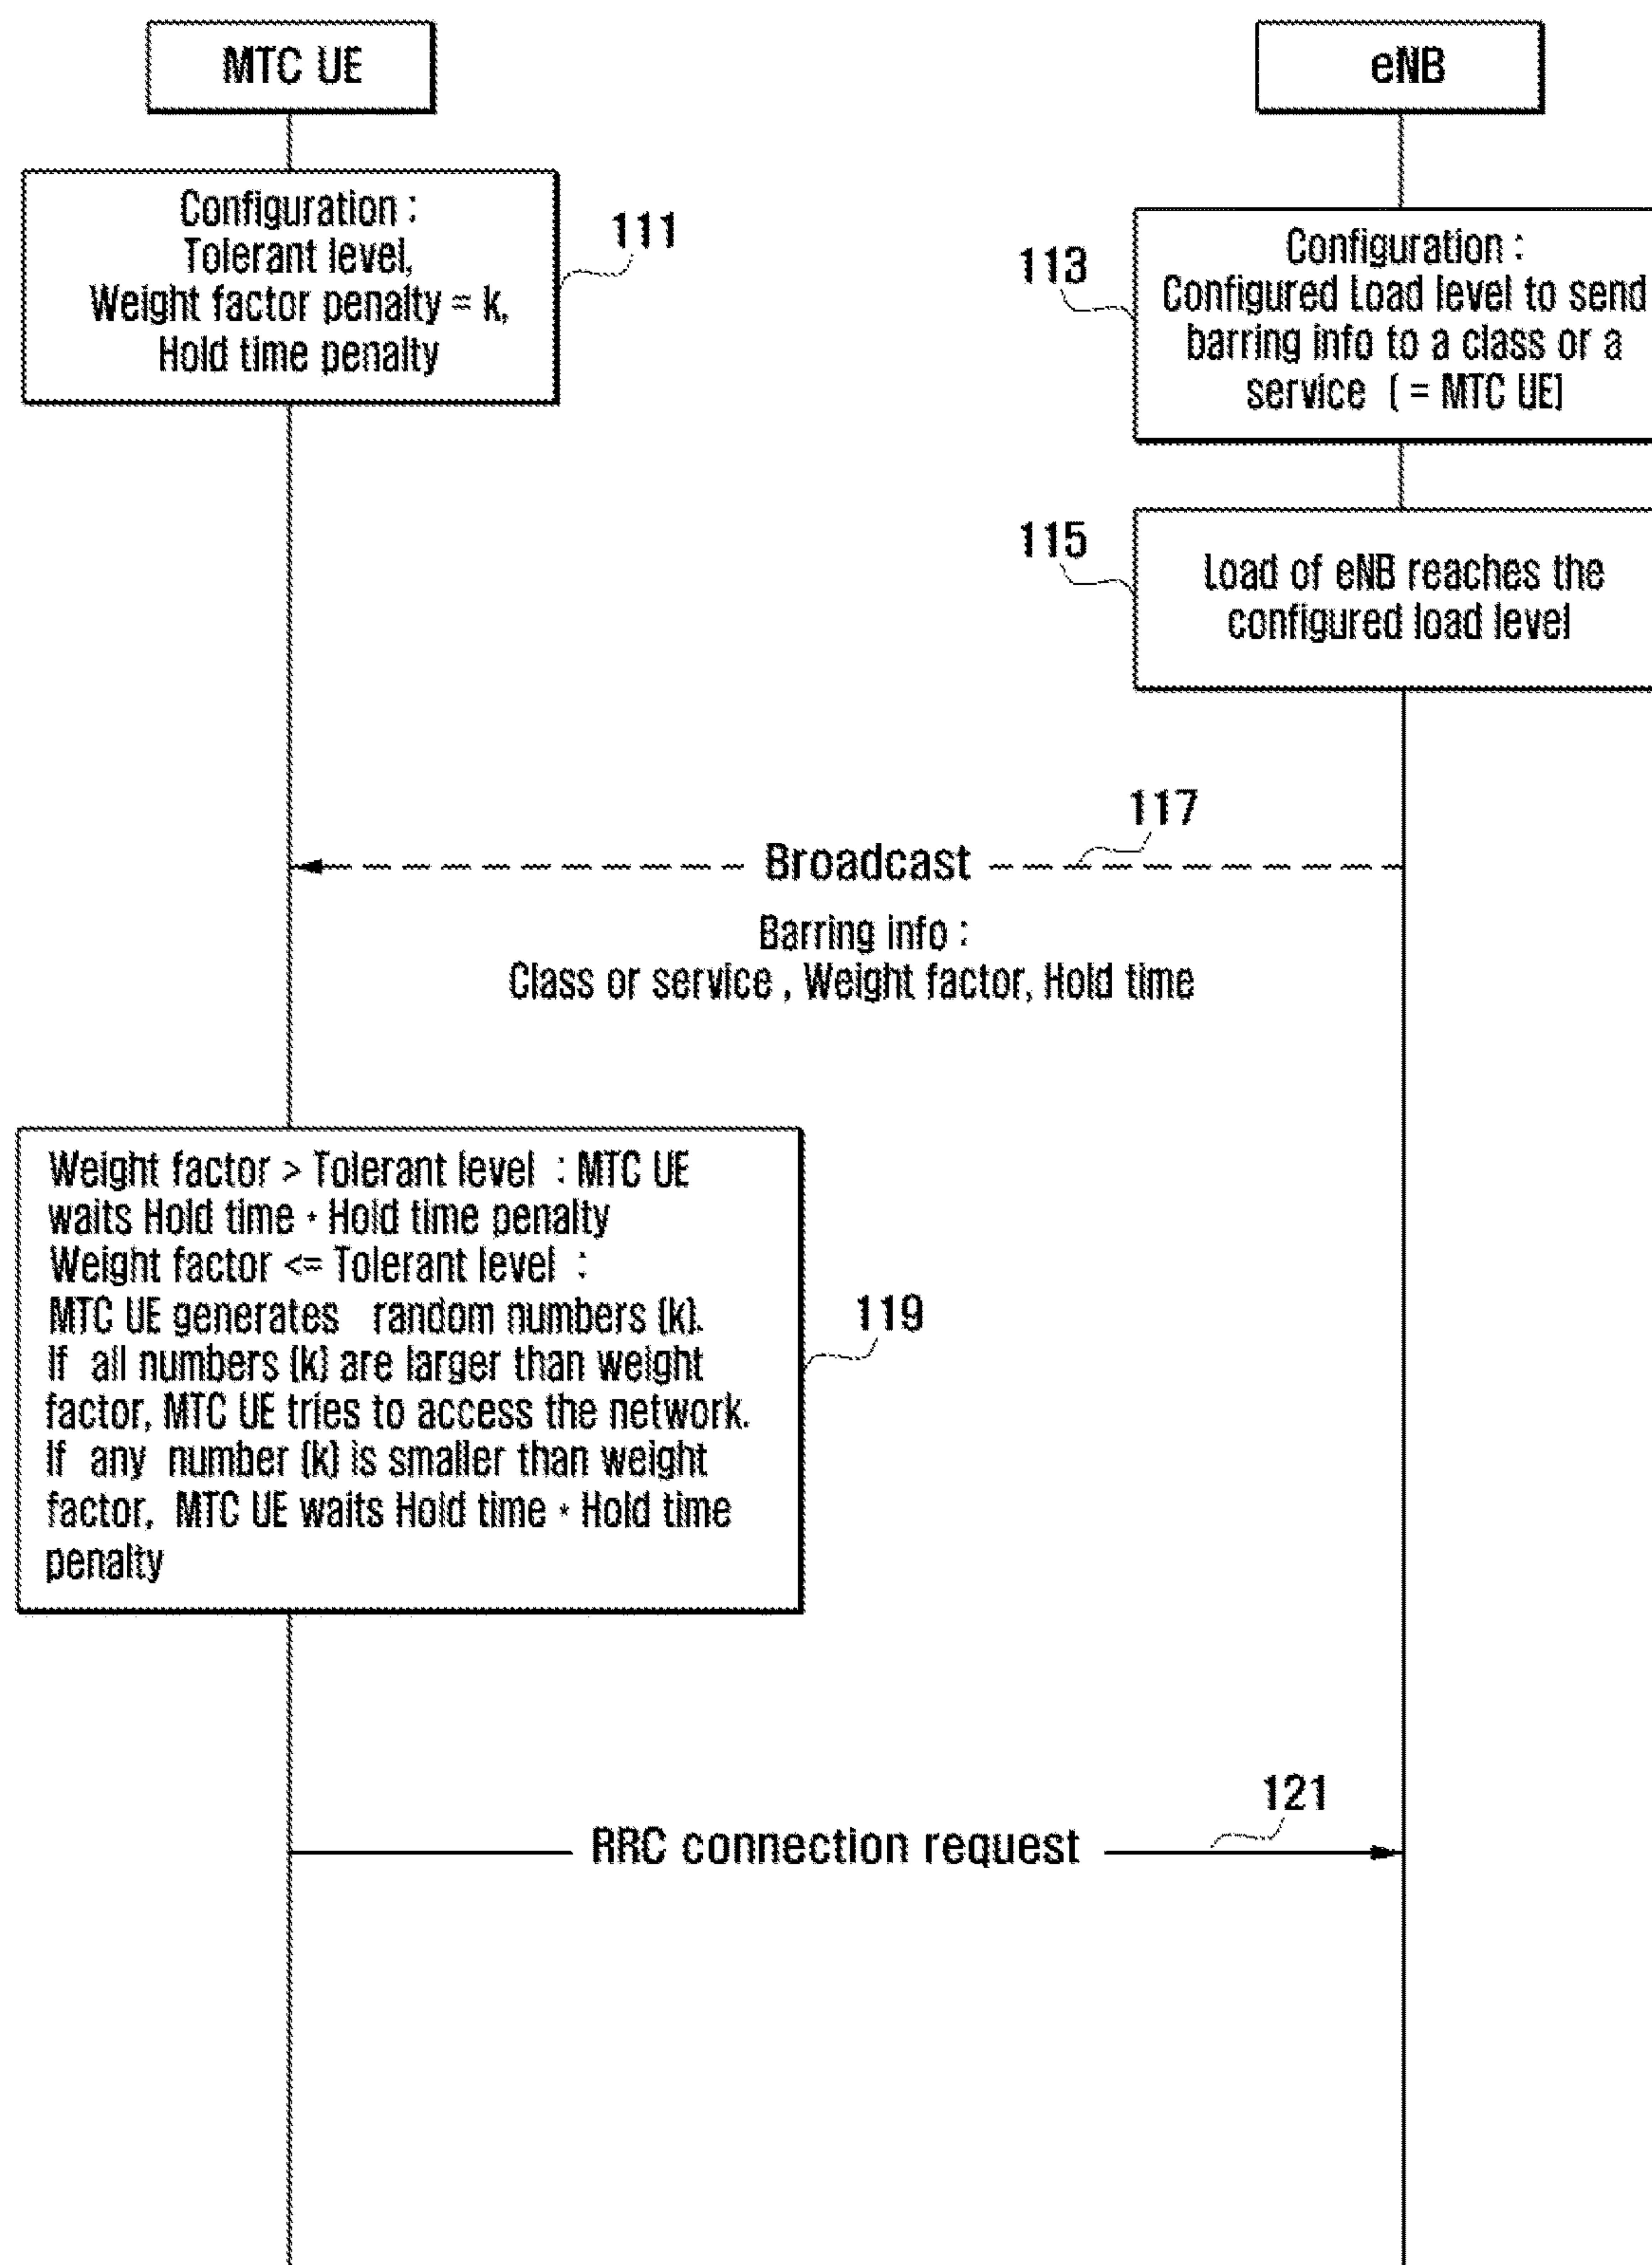 MTC UE
eNB
Configuration :
Tolerant level,
Weight factor penalty = k,
Hold time penalty
111
113
Configuration :
Configured Load level to send
barring info to a class or a
service ( = MTC UE)
115
Load of eNB reaches the
configured load level
117
Broadcast
Barring info :
Class or service , Weight factor, Hold time
Weight factor > Tolerant level : MTC UE
waits Hold time * Hold time penalty
Weight factor <= Tolerant level :
MTC UE generates random numbers (k).
If all numbers (k) are larger than weight
factor, MTC UE tries to access the network.
If any number (k) is smaller than weight
factor, MTC UE waits Hold time * Hold time
penalty
119
121
RRC connection request